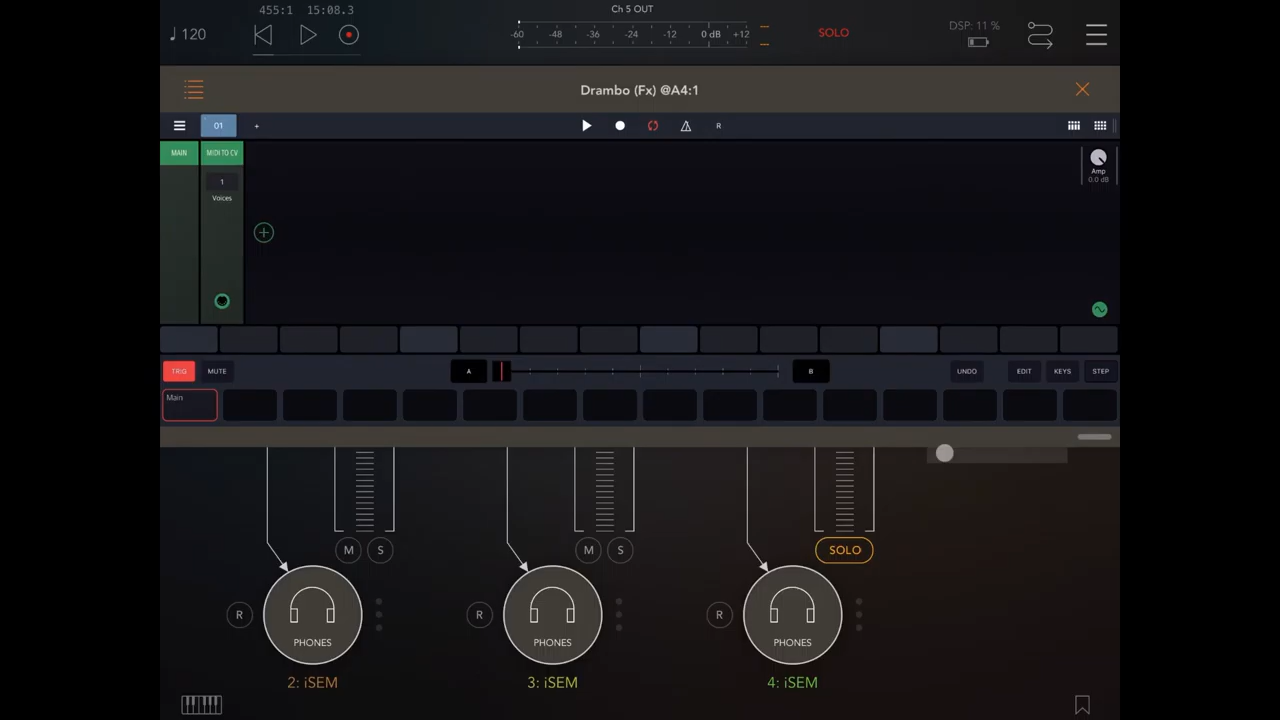 455:1 15:08.3
Ch 5 OUT
♩120
-60 -48 -36 -24 -12 0 dB +12
SOLO
DSP: 11 %
Drambo (Fx) @A4:1
01 + R
MAIN MIDI TO CV
Amp
0.0 dB
1
Voices
TRIG MUTE A B UNDO EDIT KEYS STEP
Main
M S M S SOLO
R R R
PHONES PHONES PHONES
2: iSEM 3: iSEM 4: iSEM